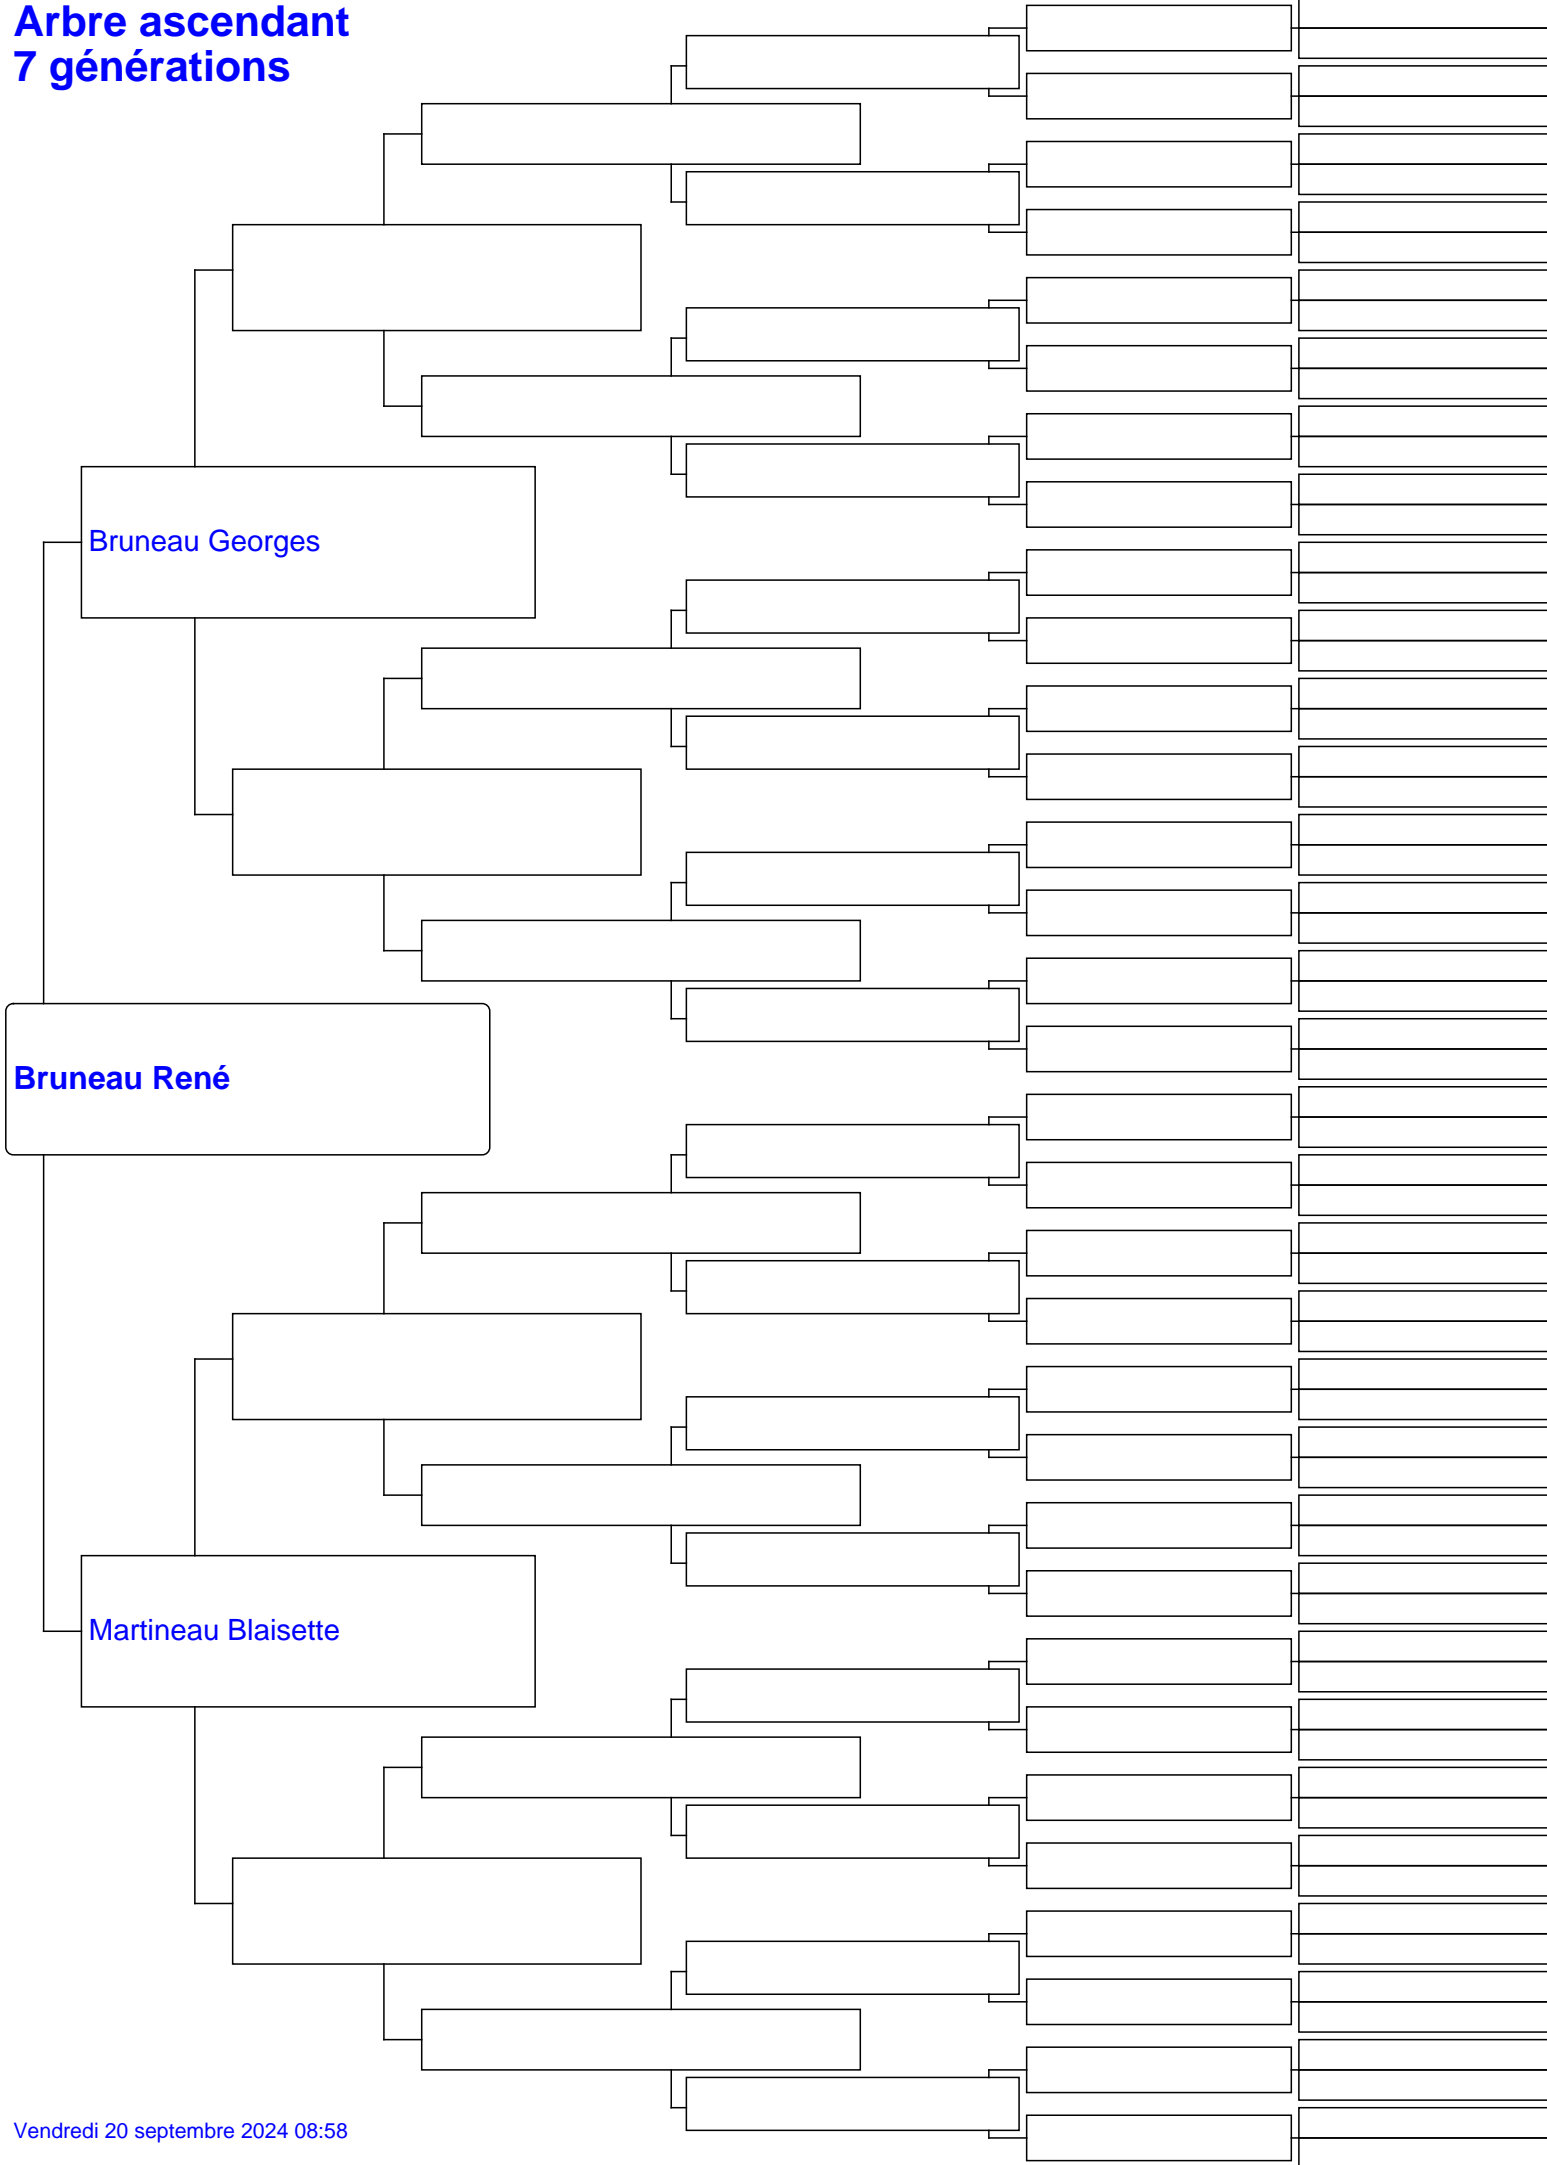 Arbre ascendant
7 générations
Bruneau Georges
Bruneau René
Martineau Blaisette
Vendredi 20 septembre 2024 08:58